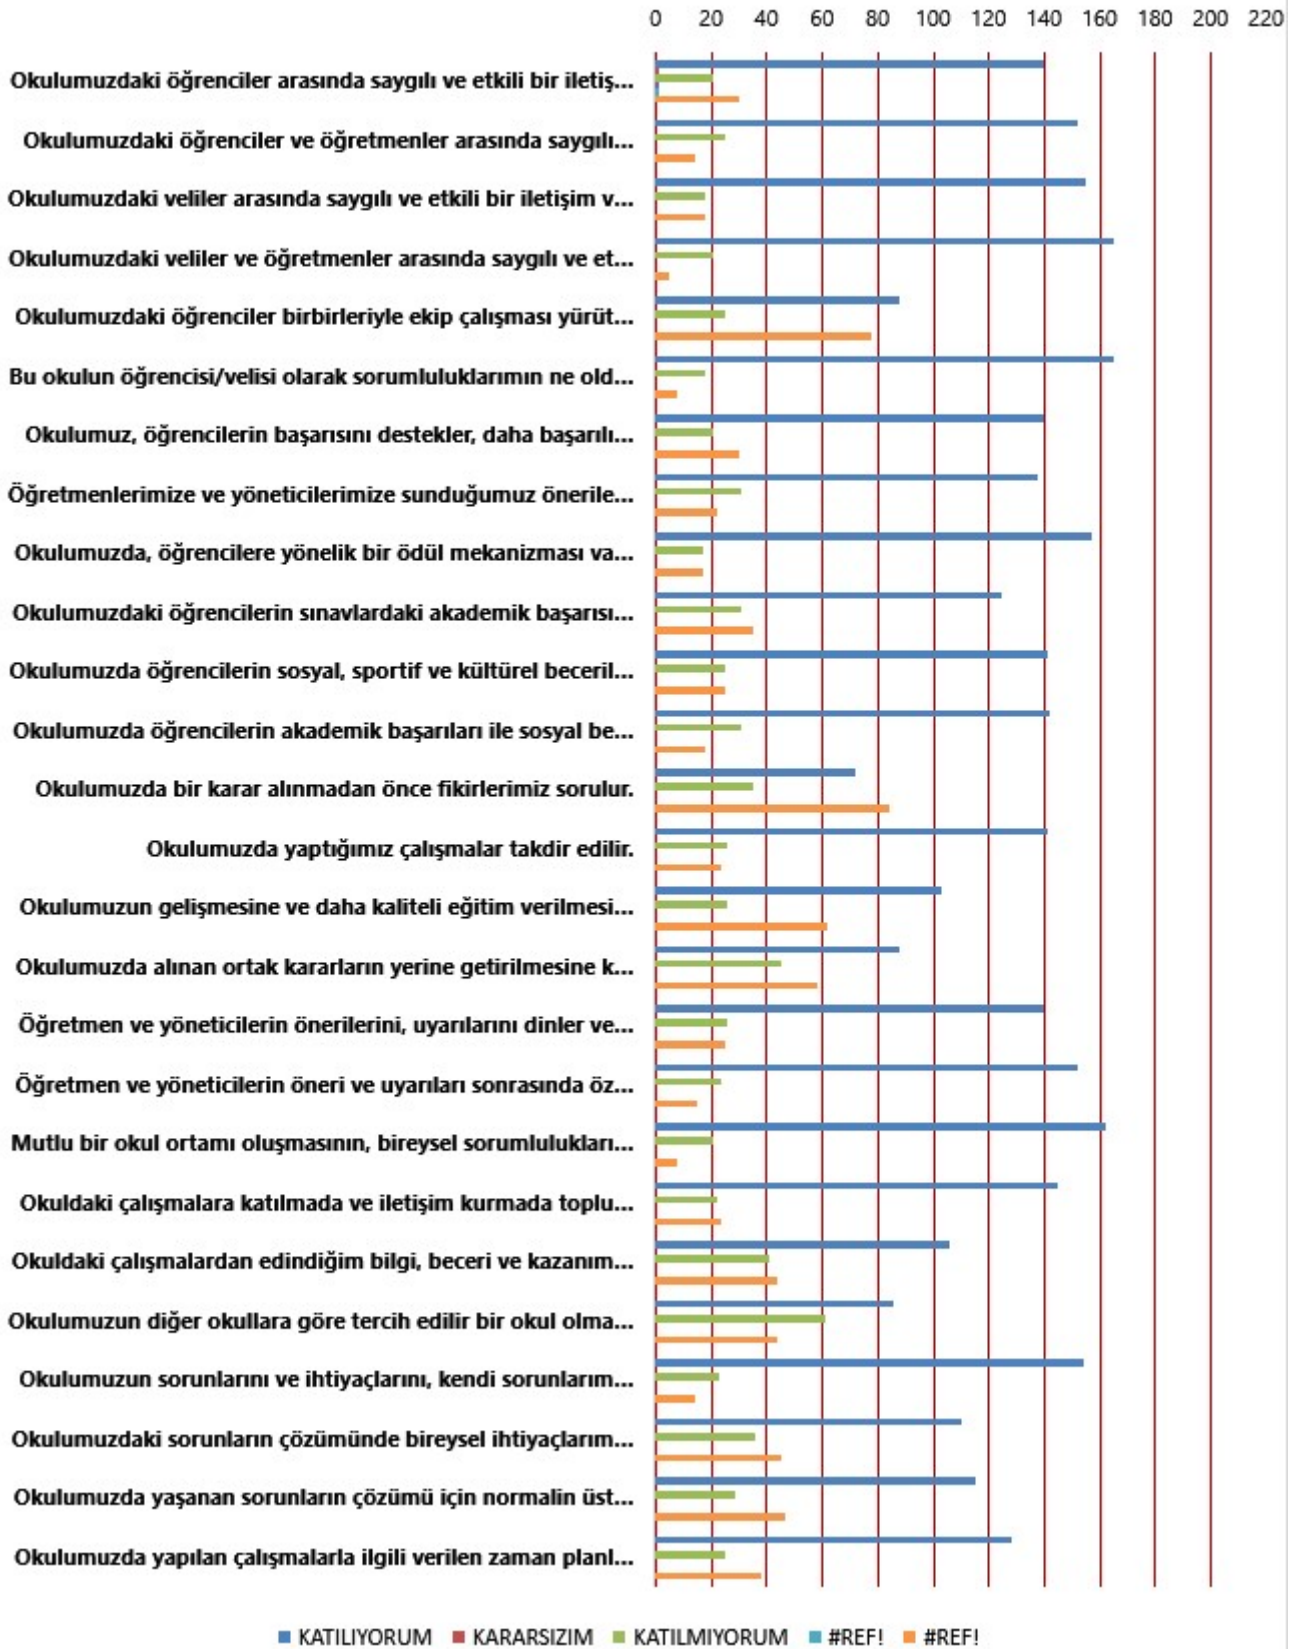 0 20 40 60 80 100 120 140 160 180 200 220
Okulumuzdaki öğrenciler arasında saygılı ve etkili bir iletiş...
Okulumuzdaki öğrenciler ve öğretmenler arasında saygılı...
Okulumuzdaki veliler arasında saygılı ve etkili bir iletişim v...
Okulumuzdaki veliler ve öğretmenler arasında saygılı ve et...
Okulumuzdaki öğrenciler birbirleriyle ekip çalışması yürüt...
Bu okulun öğrencisi/velisi olarak sorumluluklarımın ne old...
Okulumuz, öğrencilerin başarısını destekler, daha başarılı...
Öğretmenlerimize ve yöneticilerimize sunduğumuz önerile...
Okulumuzda, öğrencilere yönelik bir ödül mekanizması va...
Okulumuzdaki öğrencilerin sınavlardaki akademik başarısı...
Okulumuzda öğrencilerin sosyal, sportif ve kültürel beceril...
Okulumuzda öğrencilerin akademik başarıları ile sosyal be...
Okulumuzda bir karar alınmadan önce fikirlerimiz sorulur.
Okulumuzda yaptığımız çalışmalar takdir edilir.
Okulumuzun gelişmesine ve daha kaliteli eğitim verilmesi...
Okulumuzda alınan ortak kararların yerine getirilmesine k...
Öğretmen ve yöneticilerin önerilerini, uyarılarını dinler ve...
Öğretmen ve yöneticilerin öneri ve uyarıları sonrasında öz...
Mutlu bir okul ortamı oluşmasının, bireysel sorumlulukları...
Okuldaki çalışmalara katılmada ve iletişim kurmada toplu...
Okuldaki çalışmalardan edindiğim bilgi, beceri ve kazanım...
Okulumuzun diğer okullara göre tercih edilir bir okul olma...
Okulumuzun sorunlarını ve ihtiyaçlarını, kendi sorunlarım...
Okulumuzdaki sorunların çözümünde bireysel ihtiyaçlarım...
Okulumuzda yaşanan sorunların çözümü için normalin üst...
Okulumuzda yapılan çalışmalarla ilgili verilen zaman planl...
KATILIYORUM KARARSIZIM KATILMIYORUM #REF! #REF!